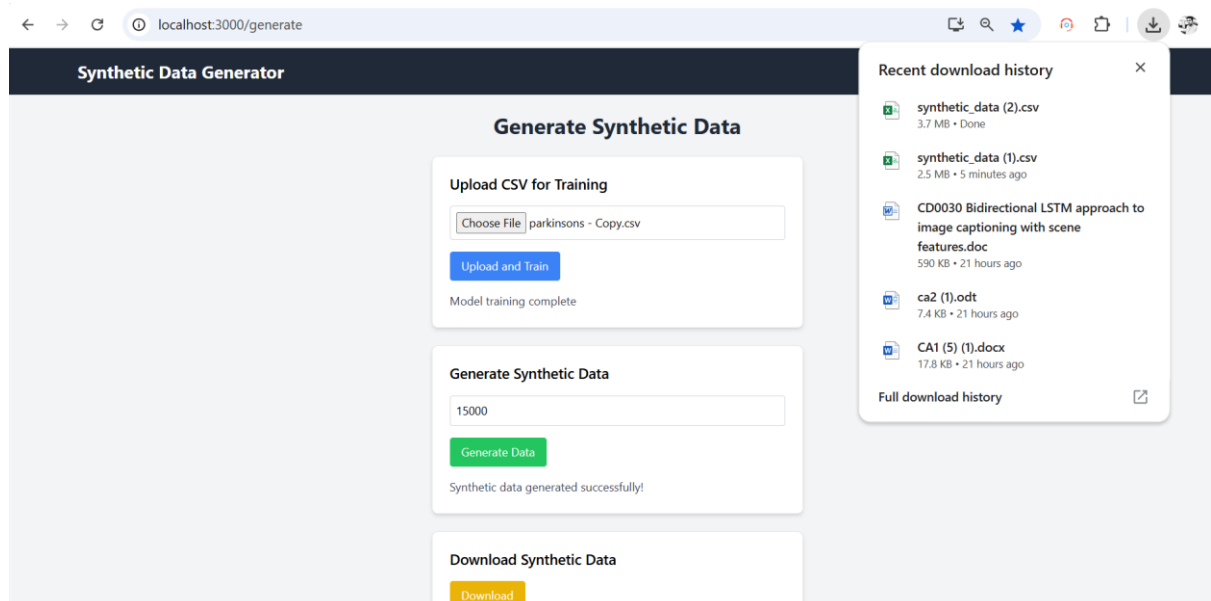 localhost:3000/generate
Synthetic Data Generator
Generate Synthetic Data
Upload CSV for Training
Choose File parkinsons - Copy.csv
Upload and Train
Model training complete
Generate Synthetic Data
15000
Generate Data
Synthetic data generated successfully!
Download Synthetic Data
Download
Recent download history
synthetic_data (2).csv
3.7 MB • Done
synthetic_data (1).csv
2.5 MB • 5 minutes ago
CD0030 Bidirectional LSTM approach to
image captioning with scene
features.doc
590 KB • 21 hours ago
ca2 (1).odt
7.4 KB • 21 hours ago
CA1 (5) (1).docx
17.8 KB • 21 hours ago
Full download history